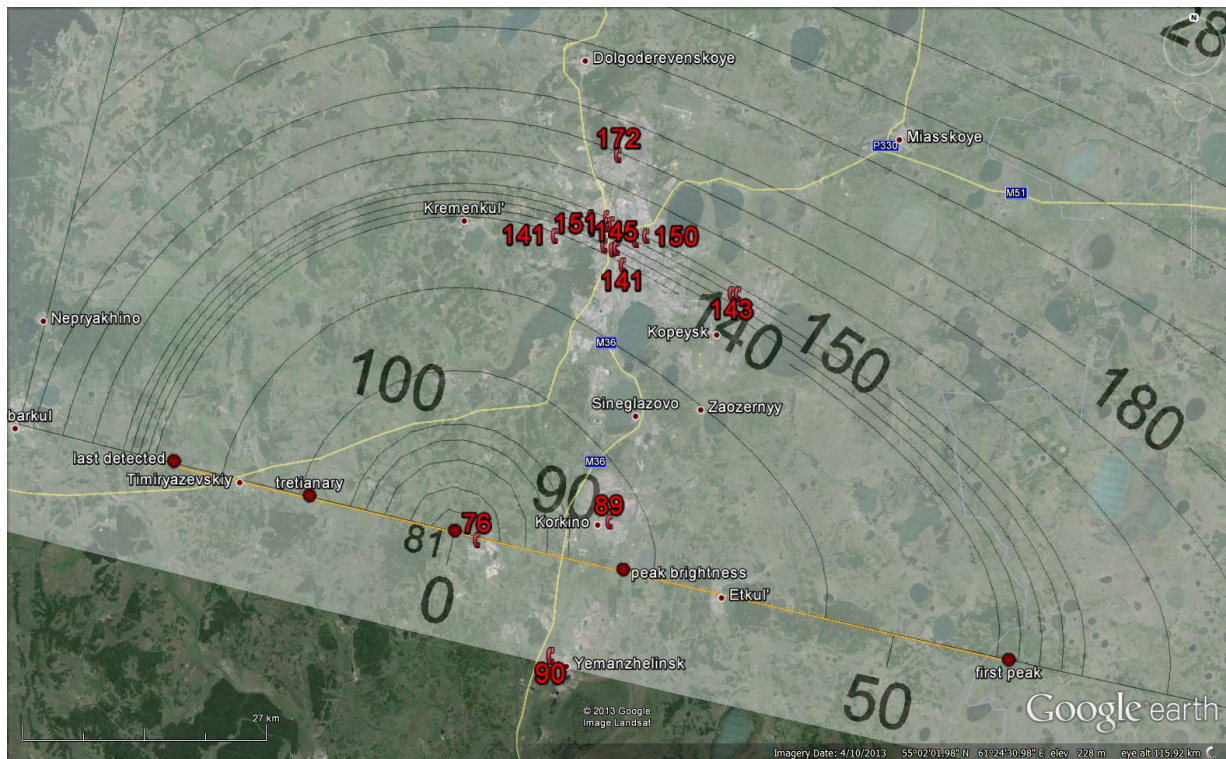 28
N
Dolgoderevenskoye
172
Miasskoye
P330
M51
Kremenkul'
141
151
145
150
141
143
Nepryakhino
M36
Kopeysk
140
150
100
180
Sineglazovo
Zaozernyy
barkul
last detected
M36
Timiryazevskiy
tretianary
90
76
Korkino
89
81
peak brightness
0
Etkul'
90
Yemanzhelinsk
first peak
50
27 km
© 2013 Google
Image Landsat
Google earth
Imagery Date: 4/10/2013 55°02'01.98" N 61°24'30.98" E elev 228 m eye alt 115.92 km